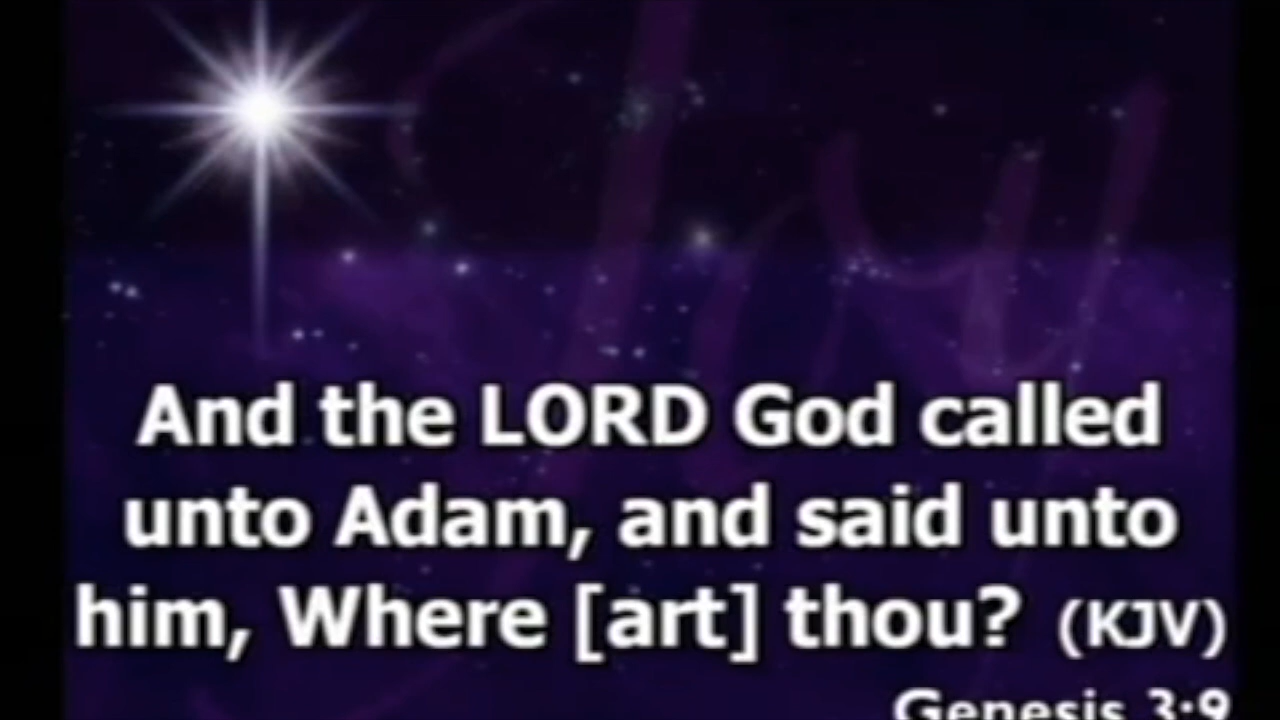 And the LORD God called
unto Adam, and said unto
him, Where [art] thou? (KJV)
Genesis 3:9